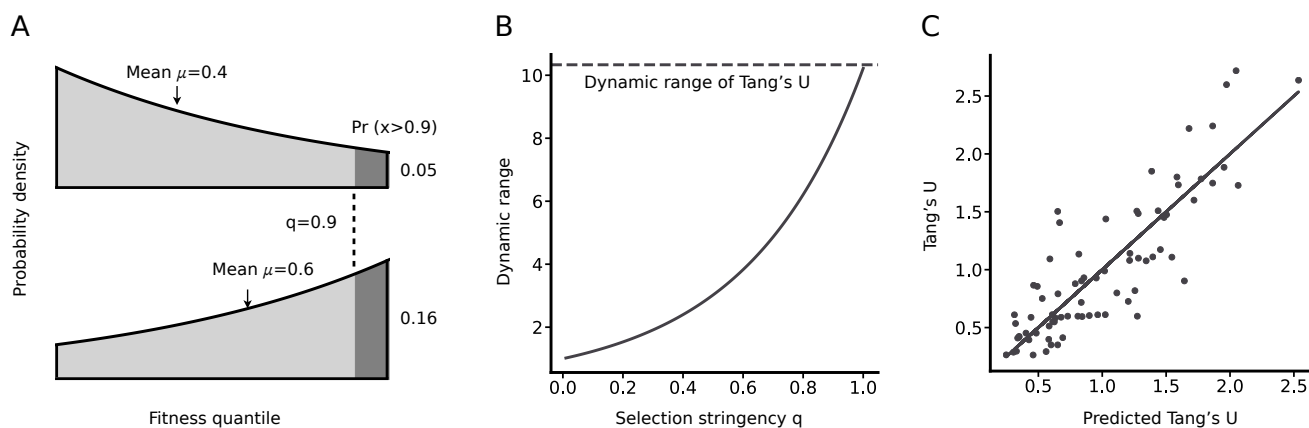 A
Mean μ=0.4
Pr (x>0.9)
0.05
q=0.9
Mean μ=0.6
0.16
Probability density
Fitness quantile
B
Dynamic range of Tang's U
10
8
6
4
2
0.0 0.2 0.4 0.6 0.8 1.0
Dynamic range
Selection stringency q
C
2.5
2.0
1.5
1.0
0.5
0.5 1.0 1.5 2.0 2.5
Tang's U
Predicted Tang's U